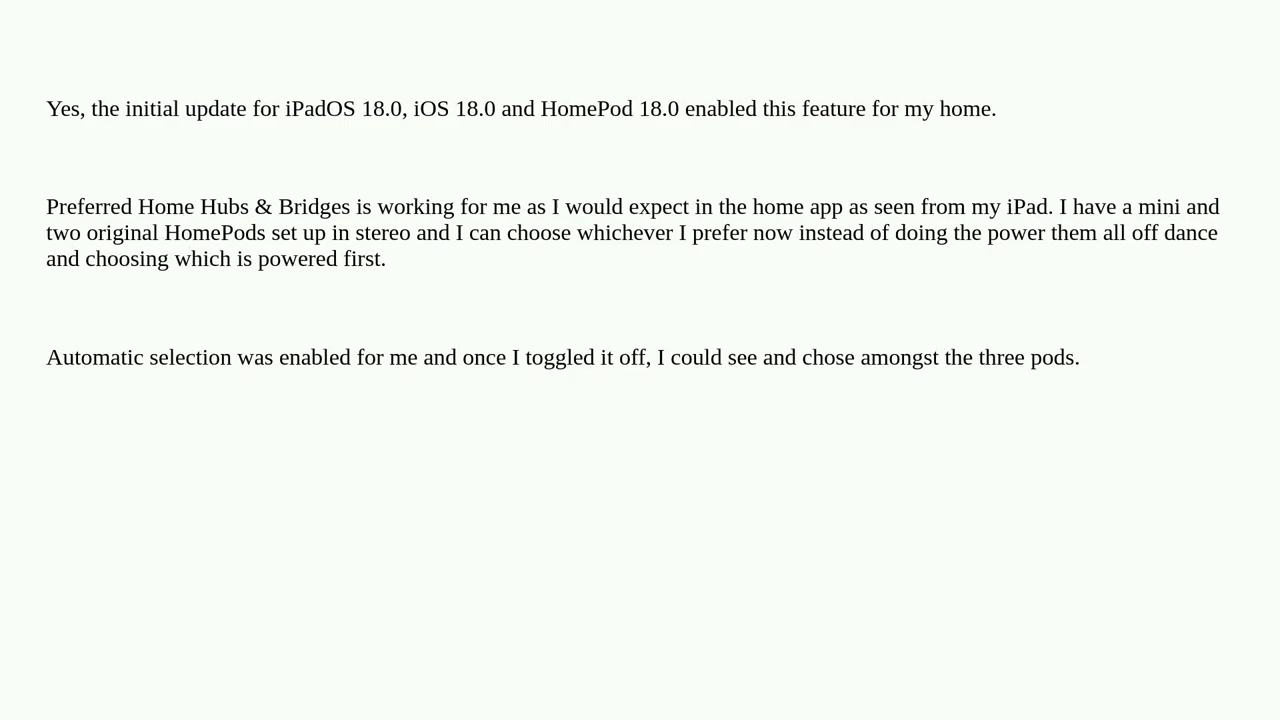 Yes, the initial update for iPadOS 18.0, iOS 18.0 and HomePod 18.0 enabled this feature for my home.
Preferred Home Hubs & Bridges is working for me as I would expect in the home app as seen from my iPad. I have a mini and
two original HomePods set up in stereo and I can choose whichever I prefer now instead of doing the power them all off dance
and choosing which is powered first.
Automatic selection was enabled for me and once I toggled it off, I could see and chose amongst the three pods.